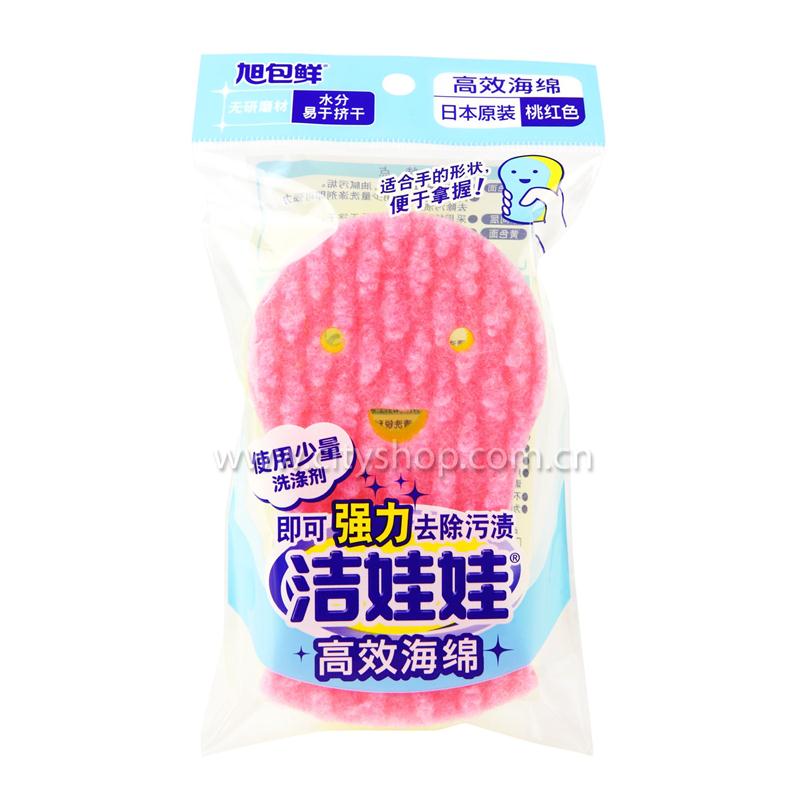 旭包鲜™
无研磨材
水分
易于挤干
高效海绵
日本原装
桃红色
适合手的形状,
便于拿握!
使用少量
洗涤剂
www.cityshop.com.cn
即可强力去除污渍
洁娃娃®
高效海绵